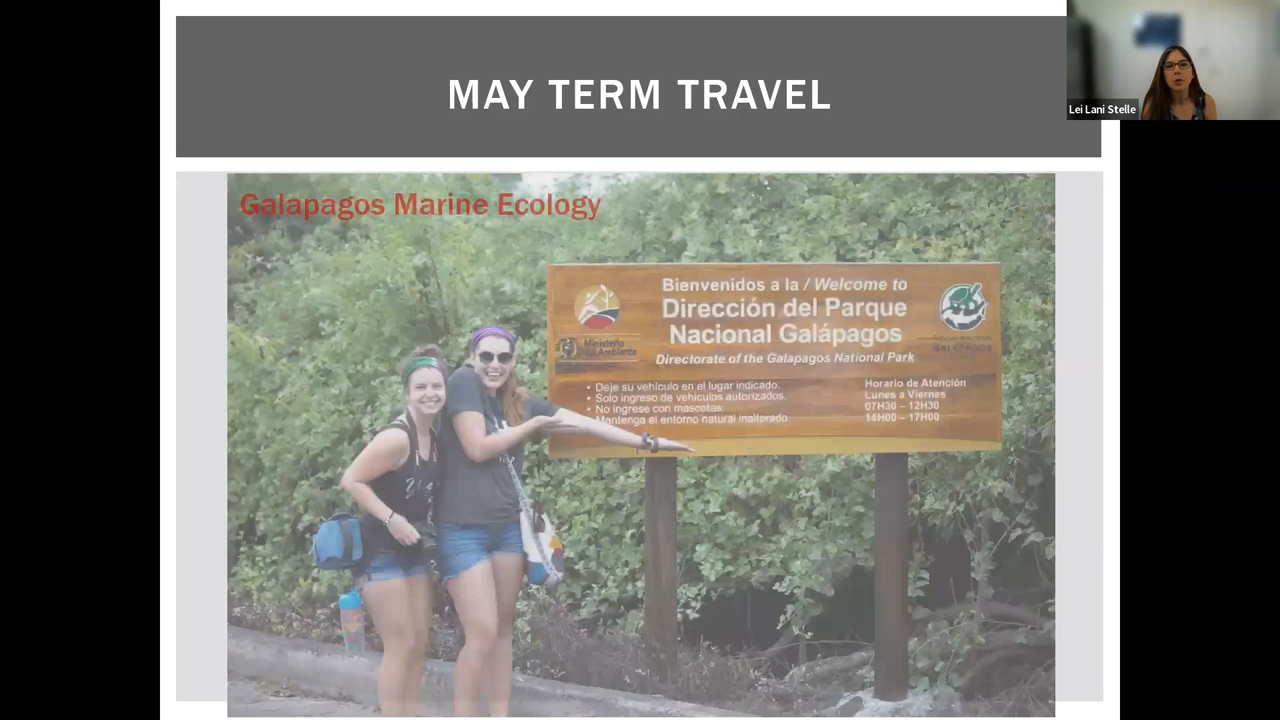 MAY TERM TRAVEL
Lei Lani Stelle
Galapagos Marine Ecology
Bienvenidos a la / Welcome to
Dirección del Parque
Nacional Galápagos
Directorate of the Galapagos National Park
Ministerio
del Ambiente
GALÁPAGOS
• Deje su vehículo en el lugar indicado.
• Solo ingreso de vehículos autorizados.
• No ingrese con mascotas.
• Mantenga el entorno natural inalterado.
Horario de Atención
Lunes a Viernes
07H30 – 12H30
14H00 – 17H00